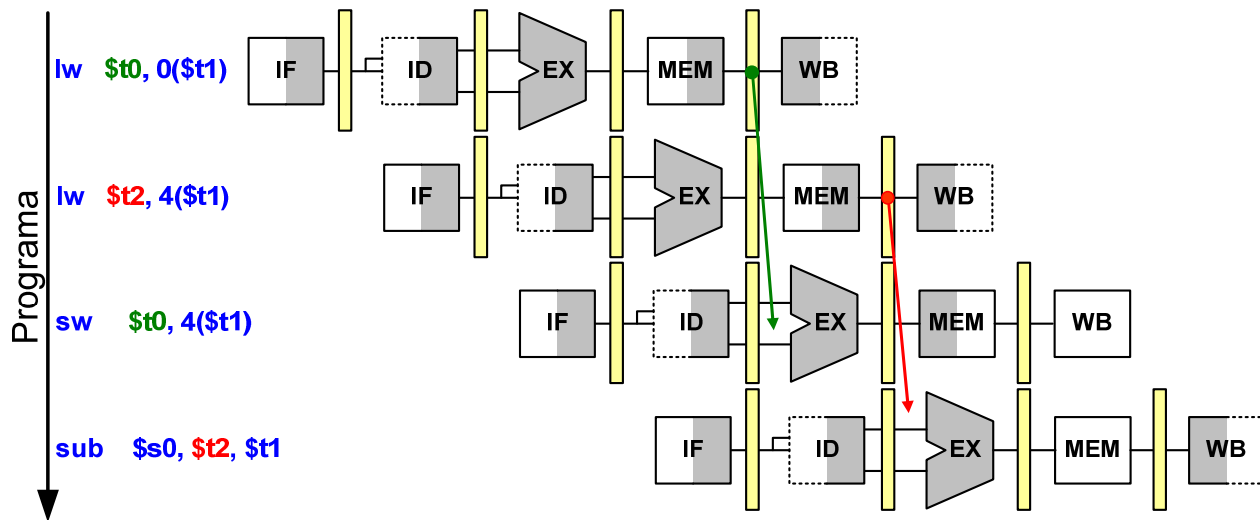 Programa
lw $t0, 0($t1) IF ID EX MEM WB
lw $t2, 4($t1) IF ID EX MEM WB
sw $t0, 4($t1) IF ID EX MEM WB
sub $s0, $t2, $t1 IF ID EX MEM WB